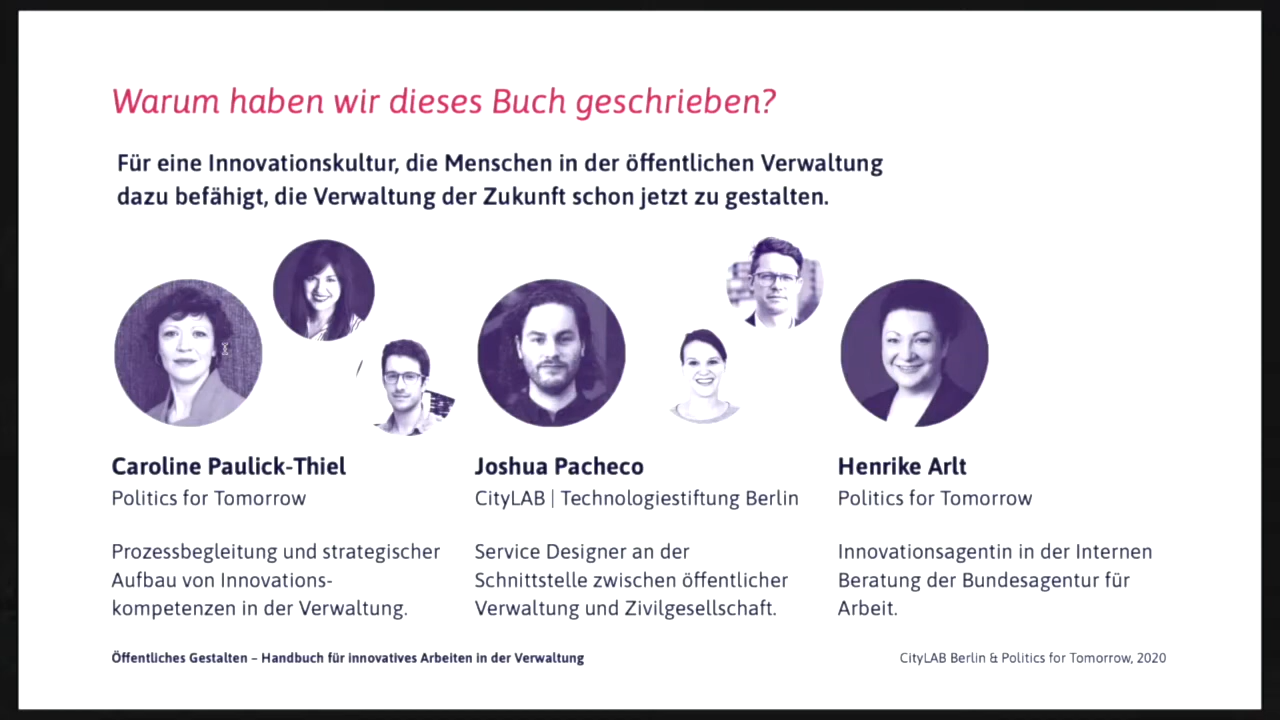 Warum haben wir dieses Buch geschrieben?
Für eine Innovationskultur, die Menschen in der öffentlichen Verwaltung
dazu befähigt, die Verwaltung der Zukunft schon jetzt zu gestalten.
Caroline Paulick-Thiel
Politics for Tomorrow
Prozessbegleitung und strategischer
Aufbau von Innovations-
kompetenzen in der Verwaltung.
Joshua Pacheco
CityLAB | Technologiestiftung Berlin
Service Designer an der
Schnittstelle zwischen öffentlicher
Verwaltung und Zivilgesellschaft.
Henrike Arlt
Politics for Tomorrow
Innovationsagentin in der Internen
Beratung der Bundesagentur für
Arbeit.
Öffentliches Gestalten – Handbuch für innovatives Arbeiten in der Verwaltung
CityLAB Berlin & Politics for Tomorrow, 2020